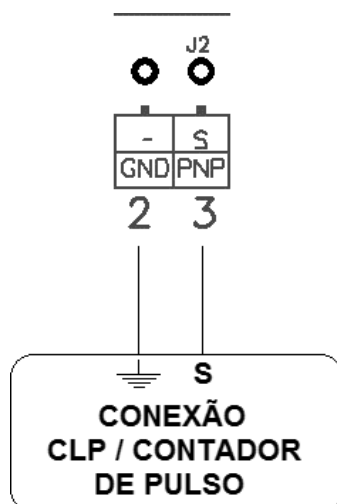 J2
- S
GND PNP
2 3
S
CONEXÃO
CLP / CONTADOR
DE PULSO